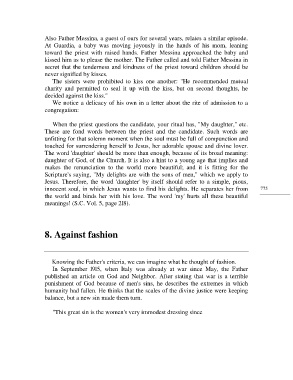 Also Father Messina, a guest of ours for several years, relates a similar episode.
At Guardia, a baby was moving joyously in the hands of his mom, leaning
toward the priest with raised hands. Father Messina approached the baby and
kissed him as to please the mother. The Father called and told Father Messina in
secret that the tenderness and kindness of the priest toward children should be
never signified by kisses.
The sisters were prohibited to kiss one another: "He recommended mutual
charity and permitted to seal it up with the kiss, but on second thoughts, he
decided against the kiss."
We notice a delicacy of his own in a letter about the rite of admission to a
congregation:
When the priest questions the candidate, your ritual has, "My daughter," etc.
These are fond words between the priest and the candidate. Such words are
unfitting for that solemn moment when the soul must be full of compunction and
touched for surrendering herself to Jesus, her adorable spouse and divine lover.
The word 'daughter' should be more than enough, because of its broad meaning:
daughter of God, of the Church. It is also a hint to a young age that implies and
makes the renunciation to the world more beautiful; and it is fitting for the
Scripture's saying, "My delights are with the sons of men," which we apply to
Jesus. Therefore, the word 'daughter' by itself should refer to a simple, pious,
innocent soul, in which Jesus wants to find his delights. He separates her from
the world and binds her with his love. The word 'my' hurts all these beautiful
meanings! (S.C. Vol. 5, page 218).
8. Against fashion
Knowing the Father's criteria, we can imagine what he thought of fashion.
In September 1915, when Italy was already at war since May, the Father
published an article on God and Neighbor. After stating that war is a terrible
punishment of God because of men's sins, he describes the extremes in which
humanity had fallen. He thinks that the scales of the divine justice were keeping
balance, but a new sin made them turn.
"This great sin is the women's very immodest dressing since